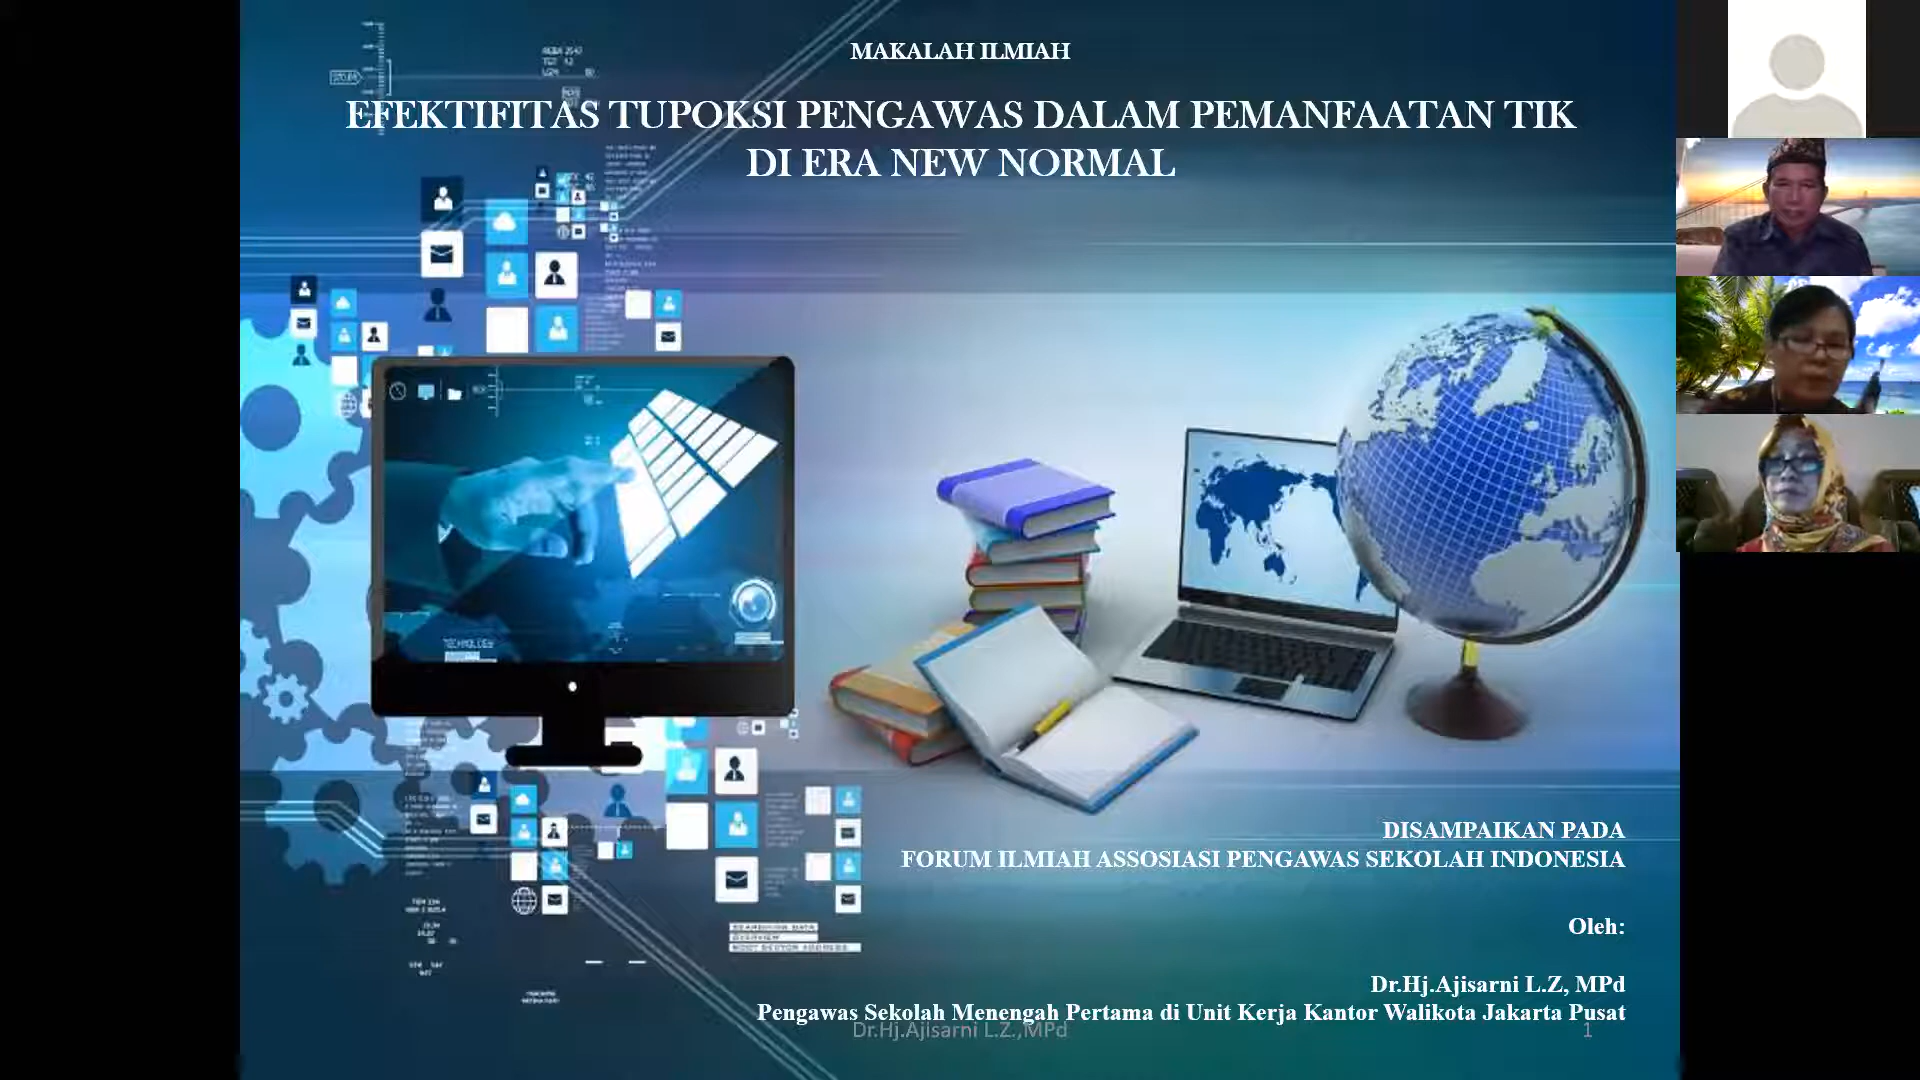 MAKALAH ILMIAH
EFEKTIFITAS TUPOKSI PENGAWAS DALAM PEMANFAATAN TIK
DI ERA NEW NORMAL
TECHNOLOGY
DISAMPAIKAN PADA
FORUM ILMIAH ASSOSIASI PENGAWAS SEKOLAH INDONESIA
Oleh:
Dr.Hj.Ajisarni L.Z, MPd
Pengawas Sekolah Menengah Pertama di Unit Kerja Kantor Walikota Jakarta Pusat
Dr.Hj.Ajisarni L.Z.,MPd
1